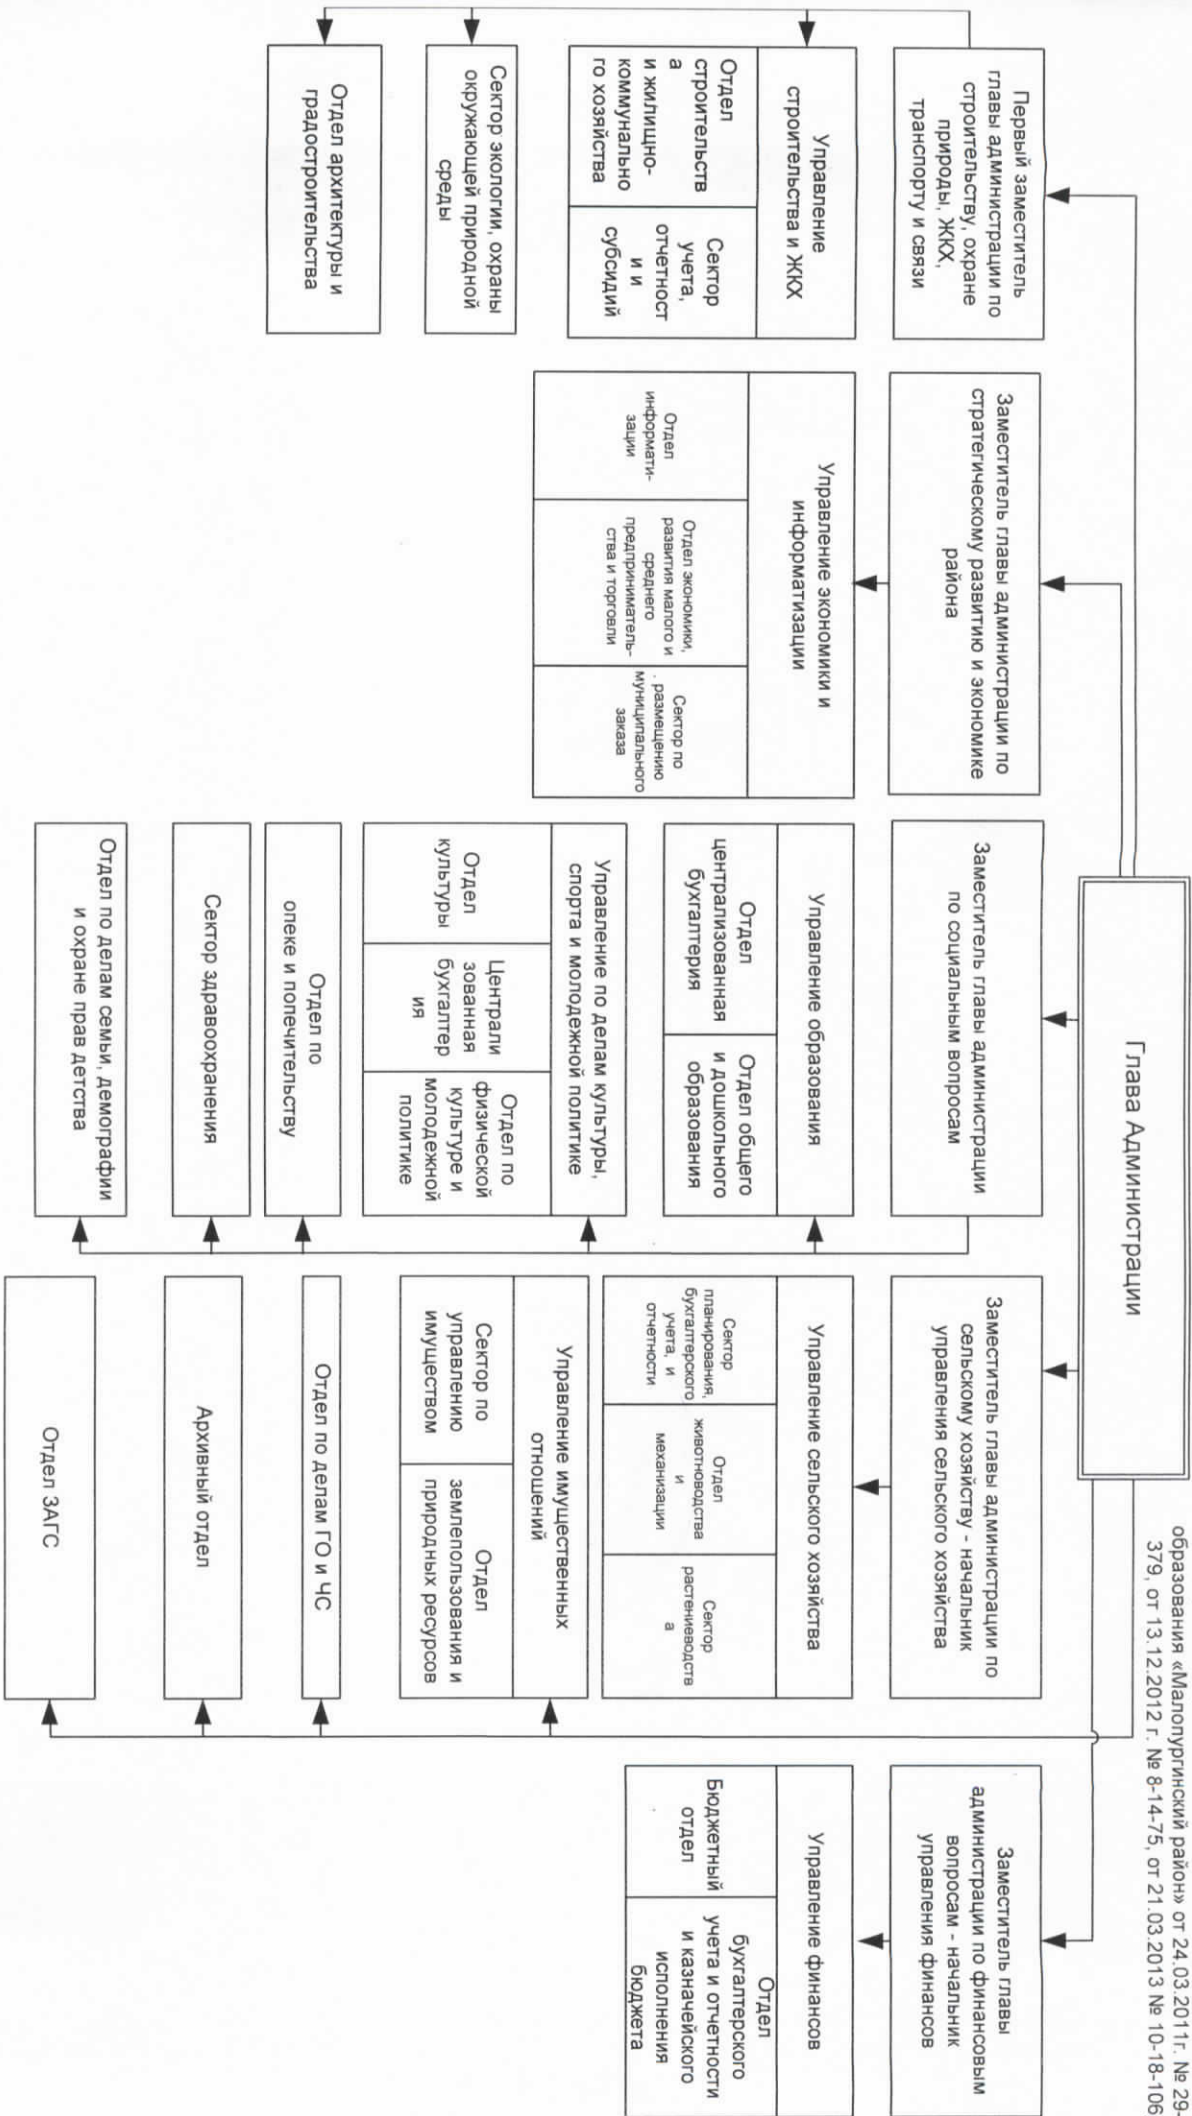 образования «Малопургинский район» от 24.03.2011г. № 29-
379, от 13.12.2012 г. № 8-14-75, от 21.03.2013 № 10-18-106
Глава Администрации
Первый заместитель
главы администрации по
строительству, охране
природы, ЖКХ,
транспорту и связи
Заместитель главы администрации по
стратегическому развитию и экономике
района
Заместитель главы администрации
по социальным вопросам
Заместитель главы администрации по
сельскому хозяйству - начальник
управления сельского хозяйства
Заместитель главы
администрации по финансовым
вопросам - начальник
управления финансов
Управление
строительства и ЖКХ
Отдел
строительств
а
и жилищно-
коммунально
го хозяйства
Сектор
учета,
отчетност
и и
субсидий
Сектор экологии, охраны
окружающей природной
среды
Отдел архитектуры и
градостроительства
Управление экономики и
информатизации
Отдел
информати-
зации
Отдел экономики,
развития малого и
среднего
предприниматель-
ства и торговли
Сектор по
размещению
муниципального
заказа
Управление образования
Отдел
централизованная
бухгалтерия
Отдел общего
и дошкольного
образования
Управление по делам культуры,
спорта и молодежной политике
Отдел
культуры
Централи
зованная
бухгалтер
ия
Отдел по
физической
культуре и
молодежной
политике
Отдел по
опеке и попечительству
Сектор здравоохранения
Отдел по делам семьи, демографии
и охране прав детства
Управление сельского хозяйства
Сектор
планирования,
бухгалтерского
учета, и
отчетности
Отдел
животноводства
и
механизации
Сектор
растениеводств
а
Управление имущественных
отношений
Сектор по
управлению
имуществом
Отдел
землепользования и
природных ресурсов
Отдел по делам ГО и ЧС
Архивный отдел
Отдел ЗАГС
Управление финансов
Бюджетный
отдел
Отдел
бухгалтерского
учета и отчетности
и казначейского
исполнения
бюджета